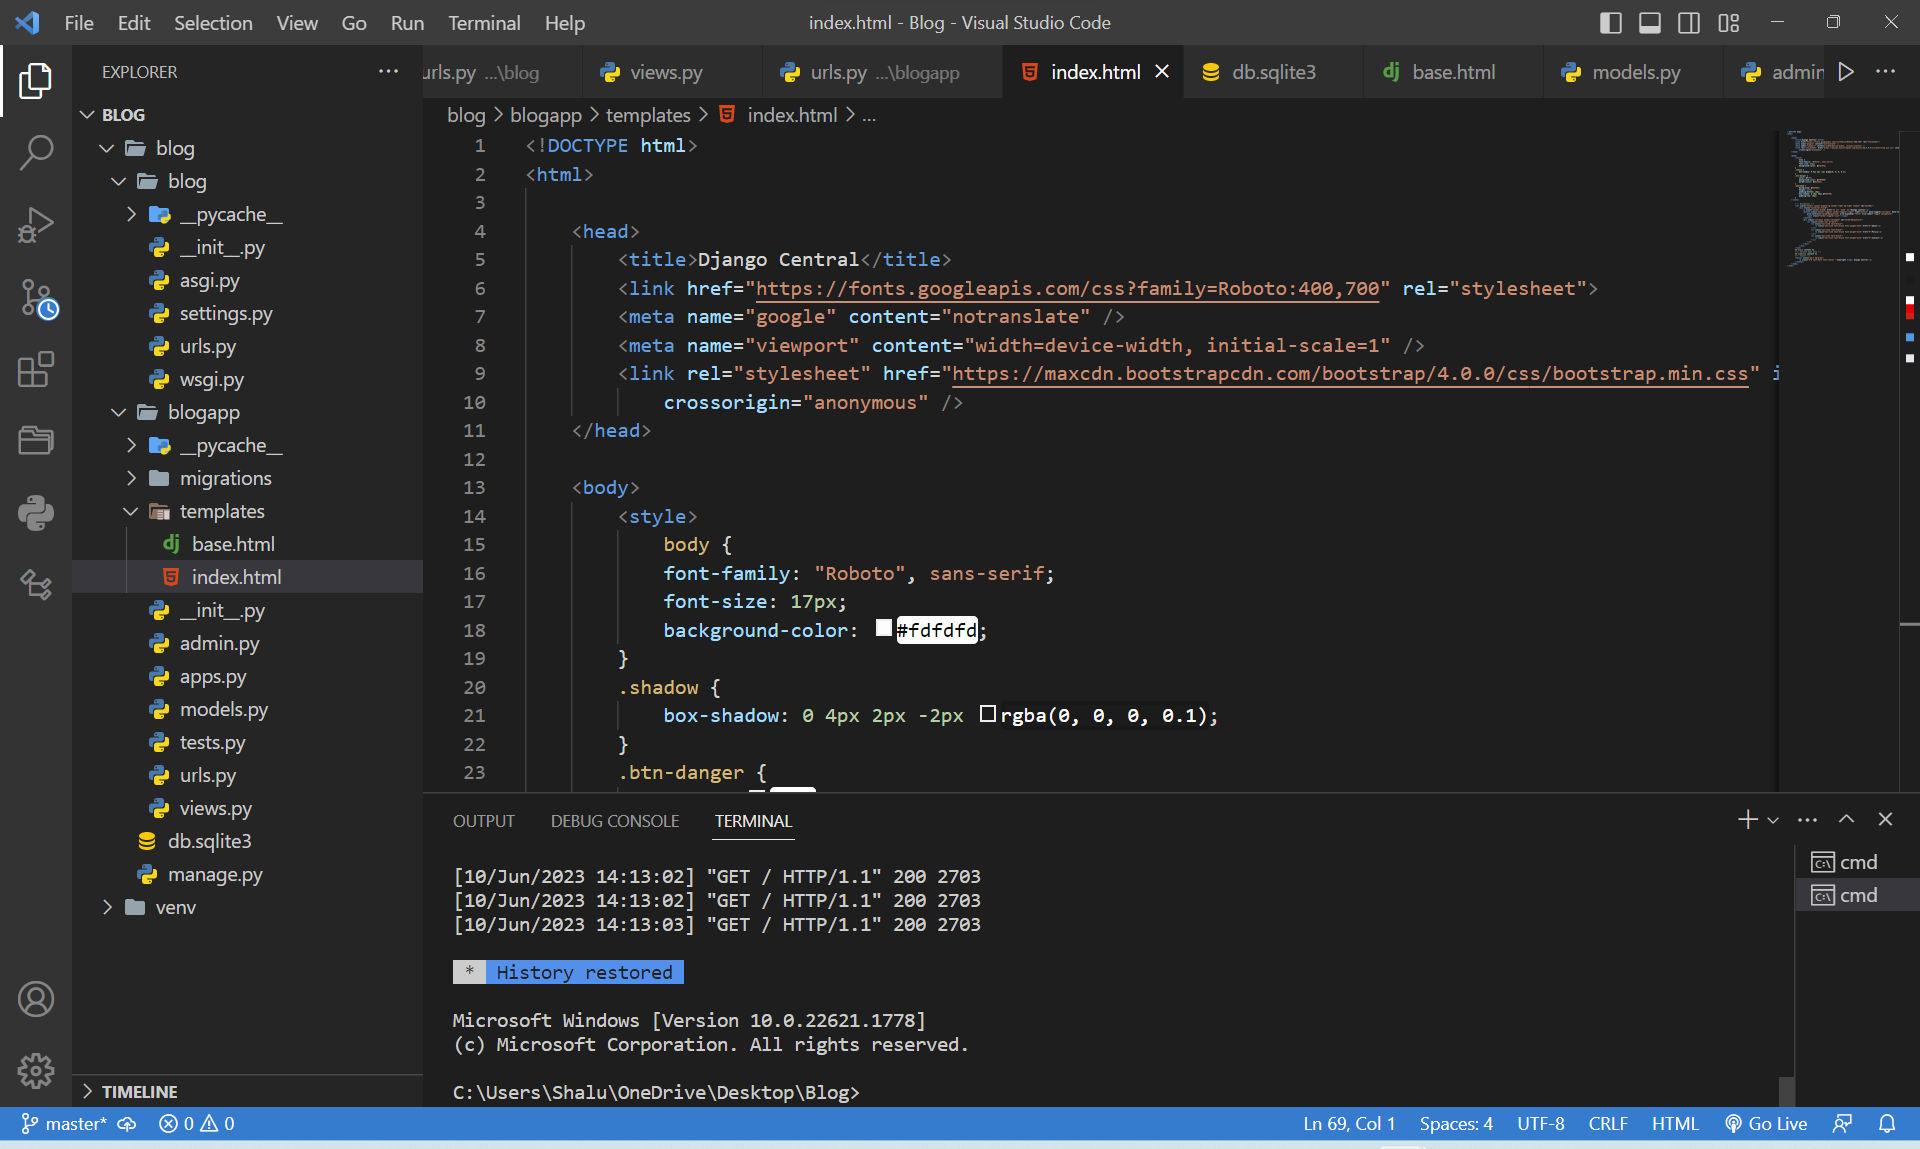 File Edit Selection View Go Run Terminal Help
index.html - Blog - Visual Studio Code
EXPLORER
BLOG
blog
blog
__pycache__
__init__.py
asgi.py
settings.py
urls.py
wsgi.py
blogapp
__pycache__
migrations
templates
base.html
index.html
__init__.py
admin.py
apps.py
models.py
tests.py
urls.py
views.py
db.sqlite3
manage.py
venv
TIMELINE
urls.py ...\blog views.py urls.py ...\blogapp index.html db.sqlite3 base.html models.py admin
blog > blogapp > templates > index.html > ...
1 <!DOCTYPE html>
2 <html>
3
4 <head>
5 <title>Django Central</title>
6 <link href="https://fonts.googleapis.com/css?family=Roboto:400,700" rel="stylesheet">
7 <meta name="google" content="notranslate" />
8 <meta name="viewport" content="width=device-width, initial-scale=1" />
9 <link rel="stylesheet" href="https://maxcdn.bootstrapcdn.com/bootstrap/4.0.0/css/bootstrap.min.css" i
10 crossorigin="anonymous" />
11 </head>
12
13 <body>
14 <style>
15 body {
16 font-family: "Roboto", sans-serif;
17 font-size: 17px;
18 background-color: #fdfdfd;
19 }
20 .shadow {
21 box-shadow: 0 4px 2px -2px rgba(0, 0, 0, 0.1);
22 }
23 .btn-danger {
OUTPUT DEBUG CONSOLE TERMINAL
[10/Jun/2023 14:13:02] "GET / HTTP/1.1" 200 2703
[10/Jun/2023 14:13:02] "GET / HTTP/1.1" 200 2703
[10/Jun/2023 14:13:03] "GET / HTTP/1.1" 200 2703
* History restored
Microsoft Windows [Version 10.0.22621.1778]
(c) Microsoft Corporation. All rights reserved.
C:\Users\Shalu\OneDrive\Desktop\Blog>
cmd
cmd
master* 0 0 Ln 69, Col 1 Spaces: 4 UTF-8 CRLF HTML Go Live